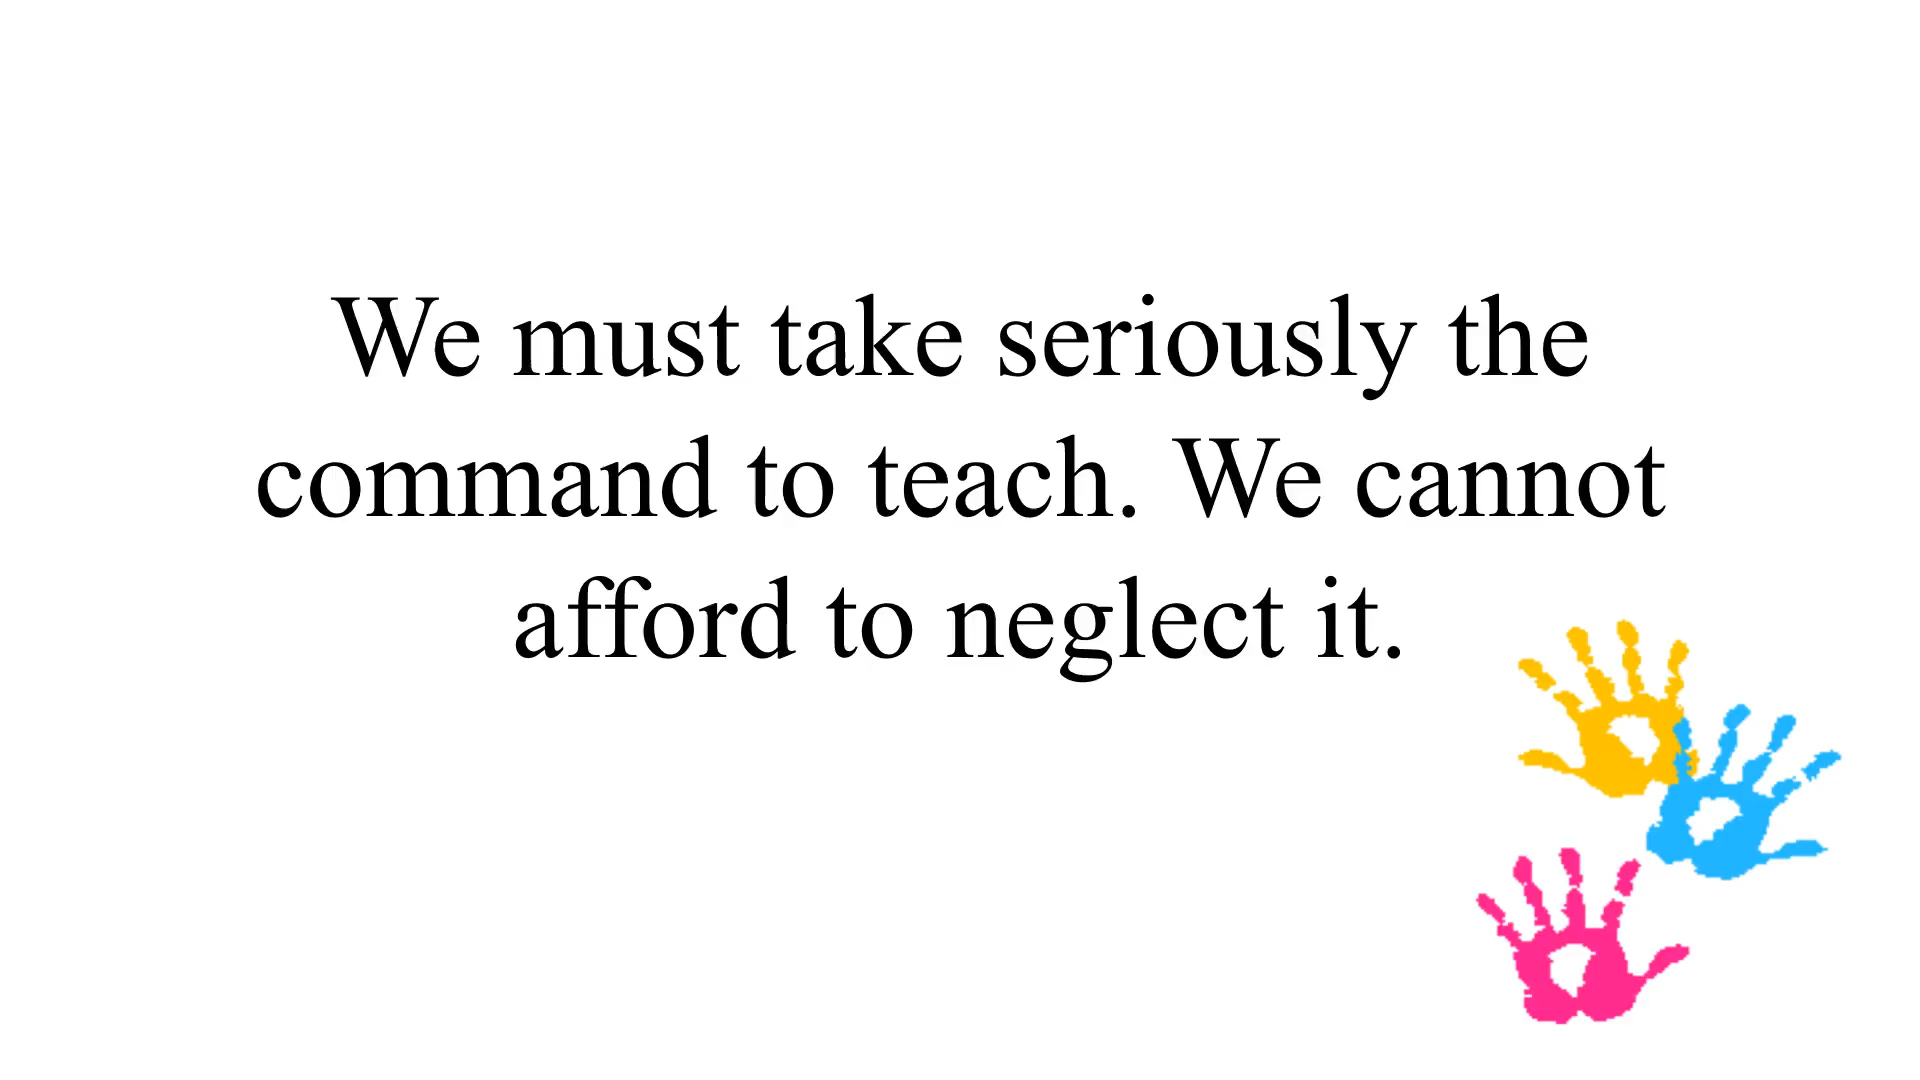 We must take seriously the
command to teach. We cannot
afford to neglect it.